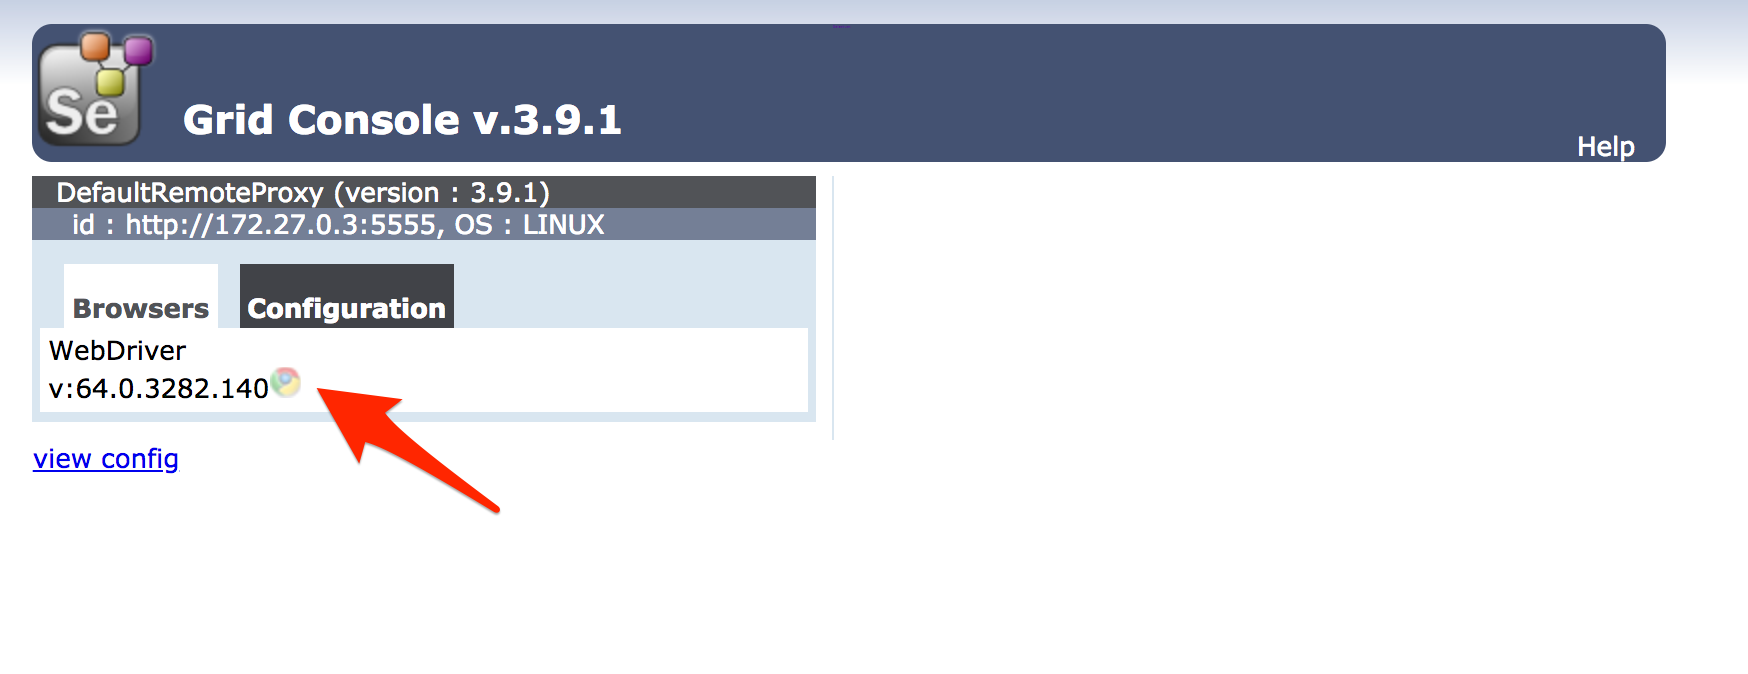 Se
Grid Console v.3.9.1
Help
DefaultRemoteProxy (version : 3.9.1)
id : http://172.27.0.3:5555, OS : LINUX
Browsers Configuration
WebDriver
v:64.0.3282.140
view config